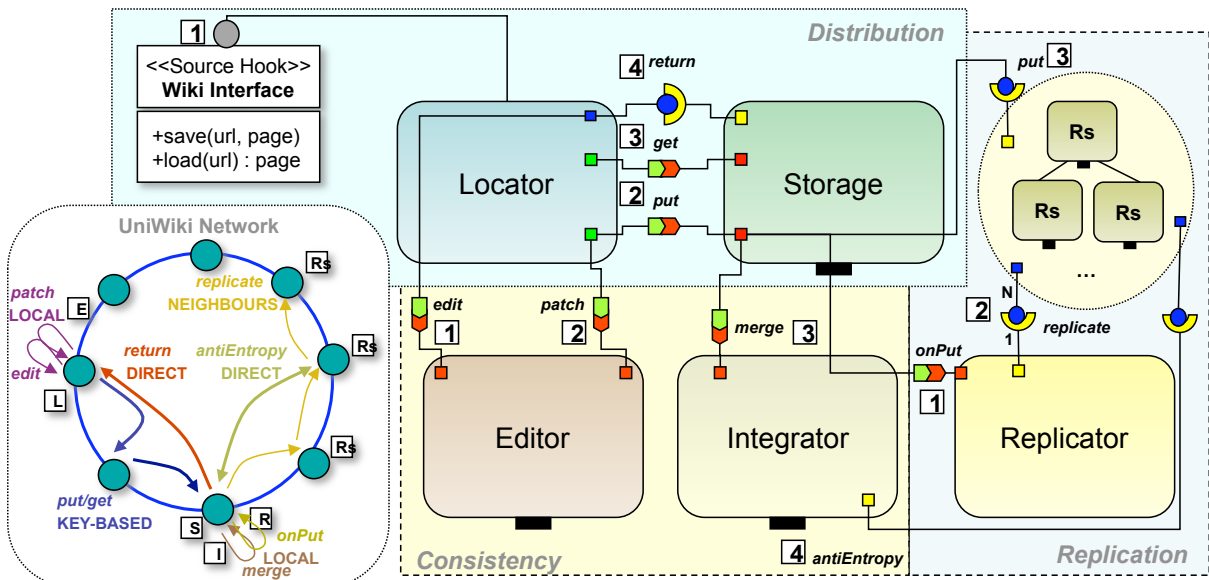 Distribution
1
<<Source Hook>>
Wiki Interface
+save(url, page)
+load(url) : page
Locator
Storage
4 return
3 get
2 put
put 3
Rs
Rs Rs
...
N
2 replicate
1
UniWiki Network
Rs
replicate
NEIGHBOURS
patch
LOCAL
E
return
DIRECT
antiEntropy
DIRECT
Rs
edit
L
Rs
put/get
KEY-BASED
S
R
onPut
I
LOCAL
merge
edit
1
patch
2
merge 3
onPut
1
Editor
Integrator
Replicator
Consistency
4 antiEntropy
Replication